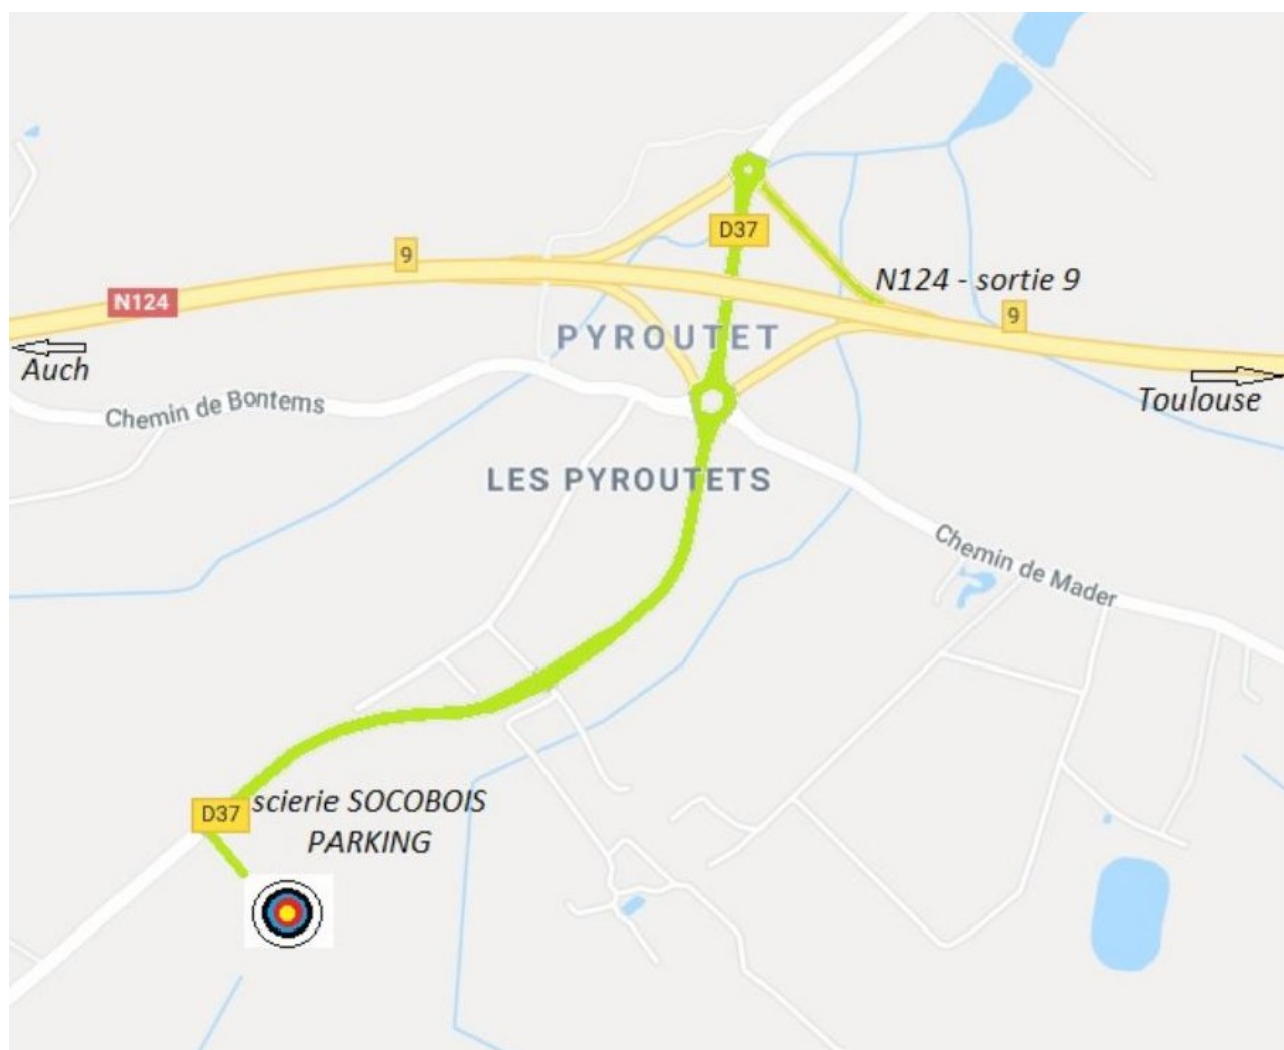 D37
9
N124 - sortie 9
N124
9
PYROUTET
Auch
Toulouse
Chemin de Bontems
LES PYROUTETS
Chemin de Mader
scierie SOCOBOIS
D37
PARKING